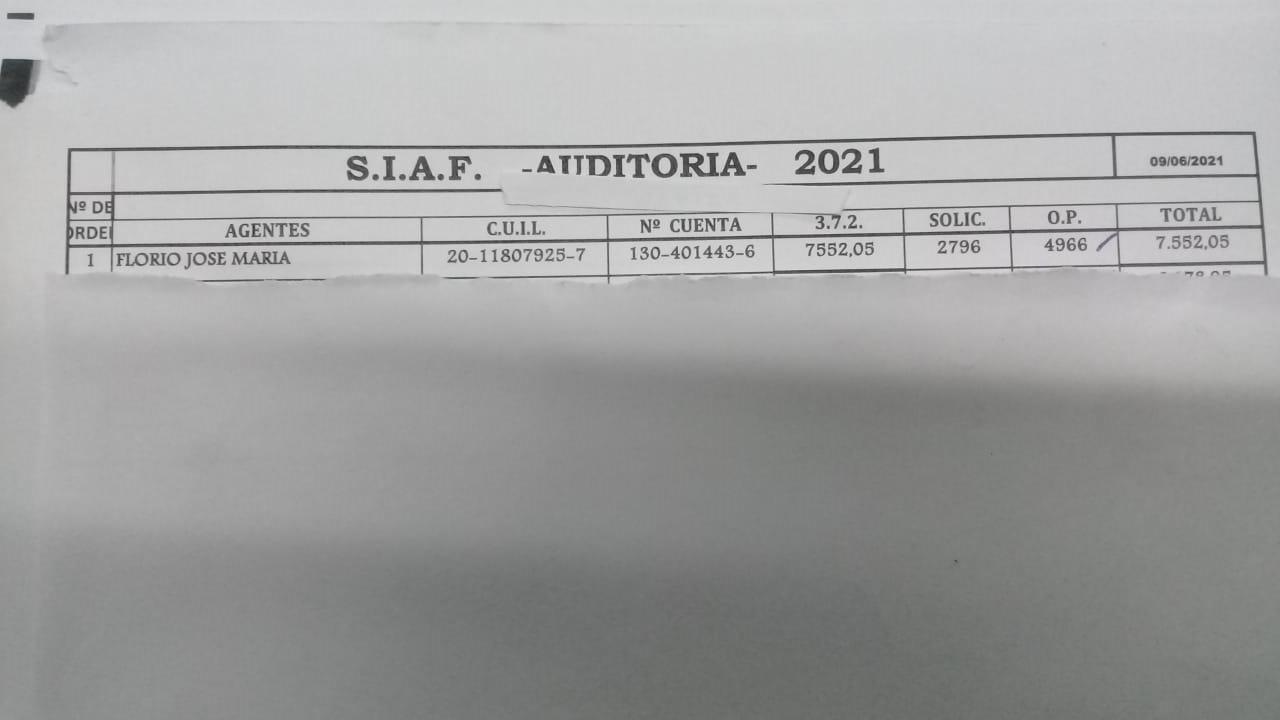 S.I.A.F. -AUDITORIA- 2021 09/06/2021
Nº DE
ORDEN AGENTES C.U.I.L. Nº CUENTA 3.7.2. SOLIC. O.P. TOTAL
1 FLORIO JOSE MARIA 20-11807925-7 130-401443-6 7552,05 2796 4966 7.552,05